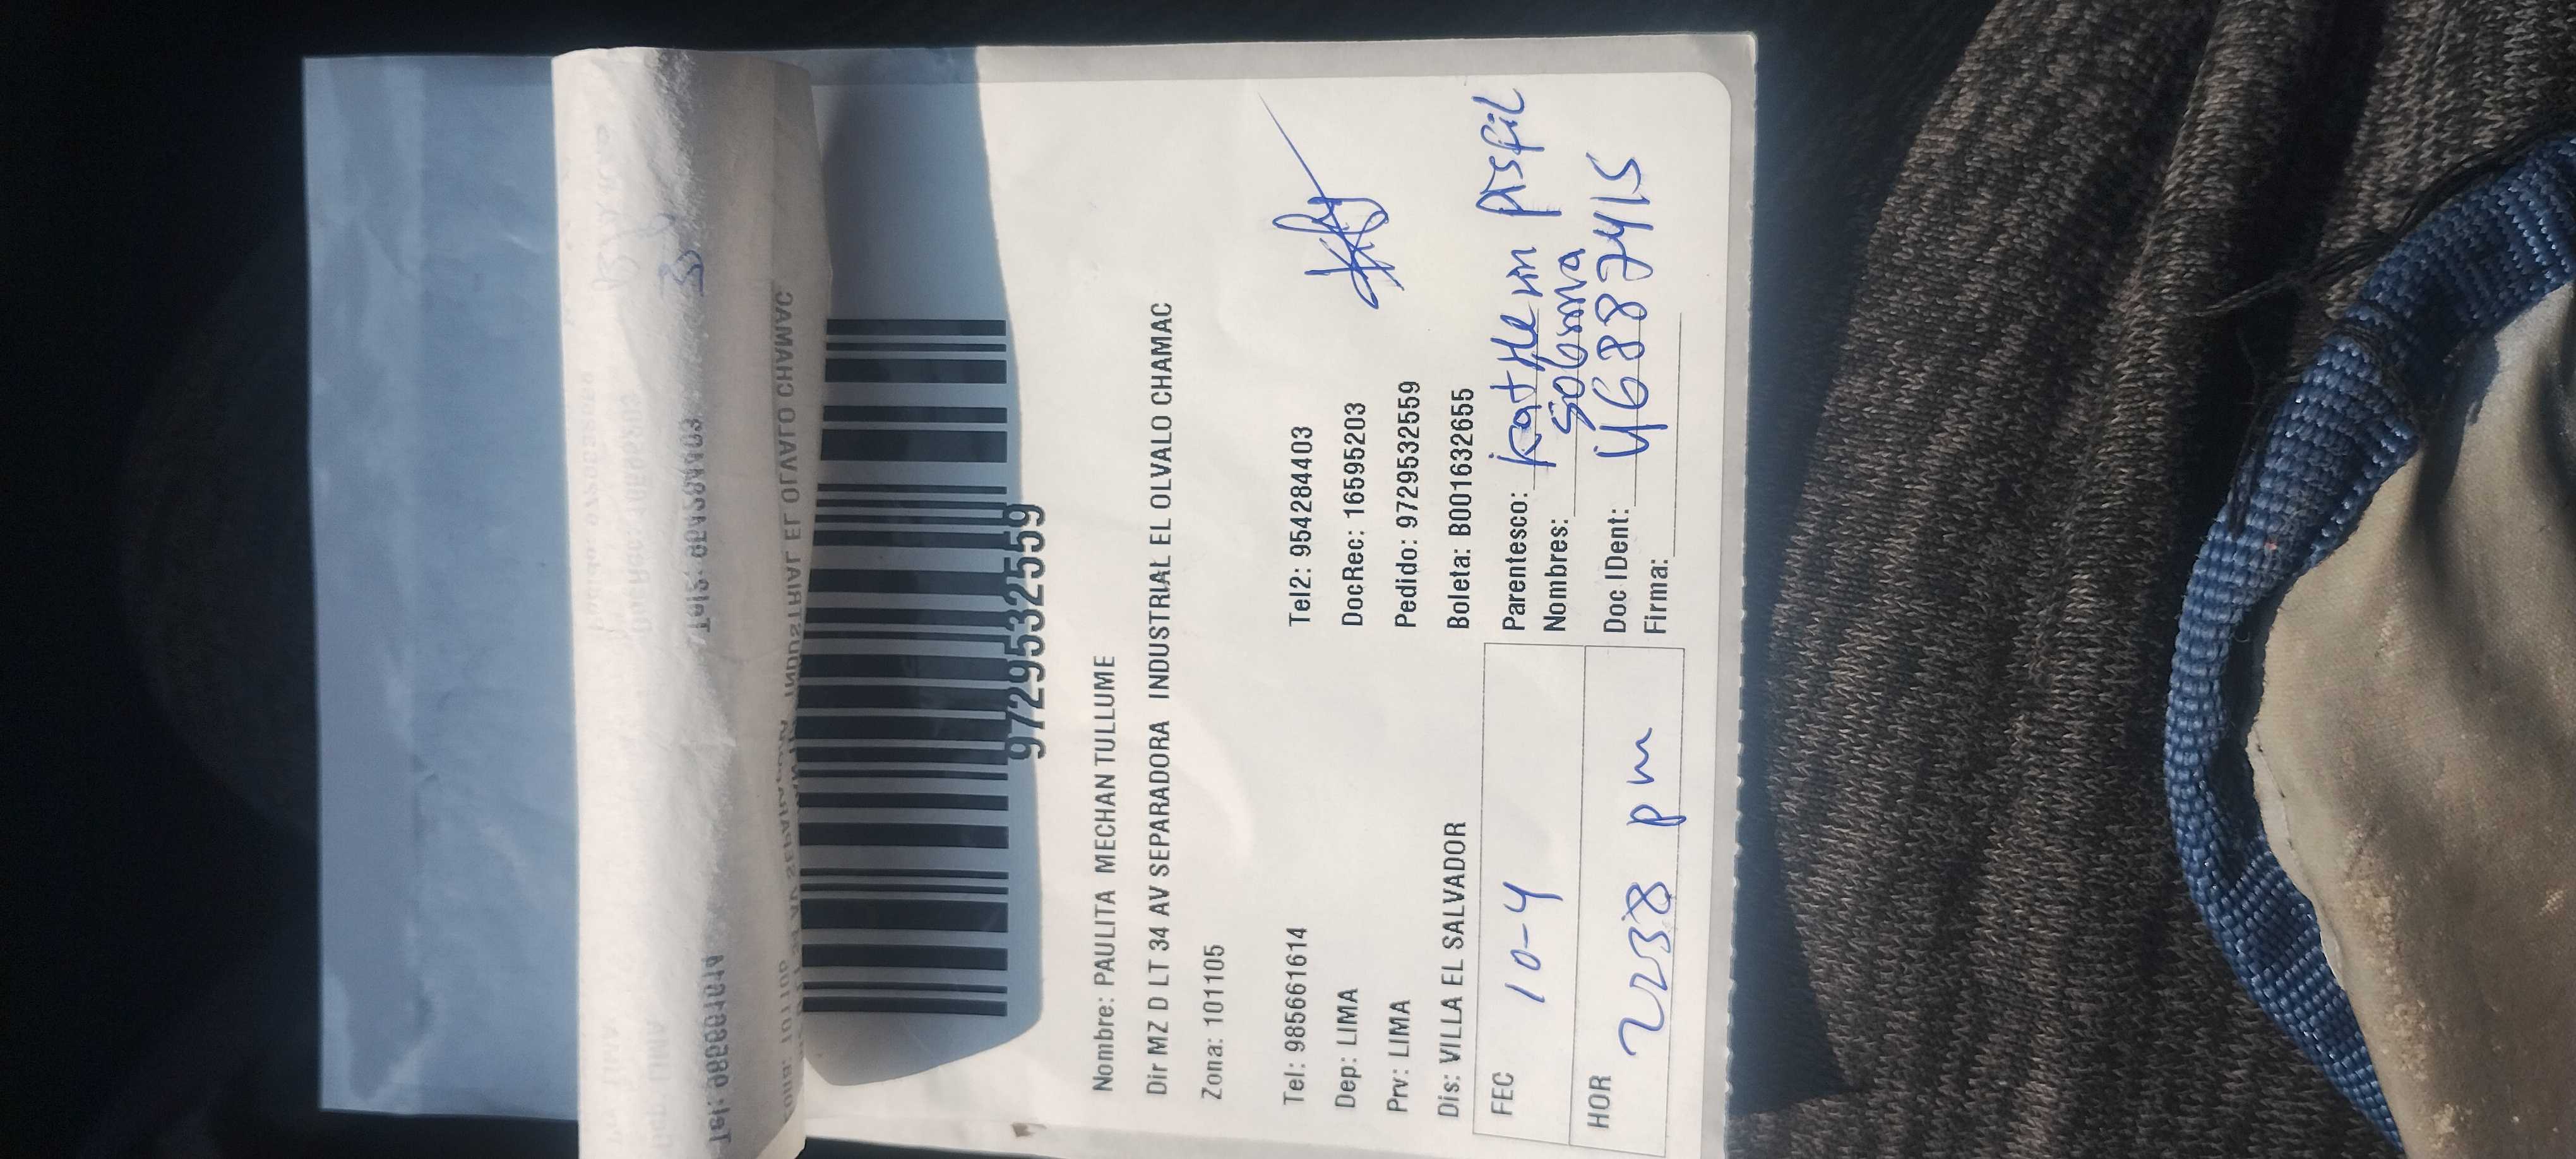 9729532559
Nombre: PAULITA MECHAN TULLUME
Dir MZ D LT 34 AV SEPARADORA INDUSTRIAL EL OLVALO CHAMAC
Zona: 101105
Tel: 985661614 Tel2: 954284403
Dep: LIMA DocRec: 16595203
Prv: LIMA Pedido: 9729532559
Dis: VILLA EL SALVADOR Boleta: B001632655
FEC 10-4 Parentesco: Katherin
Nombres:
HOR pm Doc IDent: 46887415
Firma: